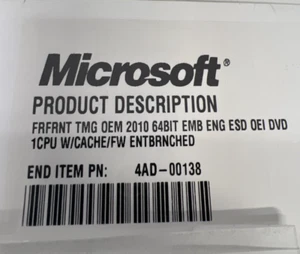 Microsoft®
PRODUCT DESCRIPTION
FRFRNT TMG OEM 2010 64BIT EMB ENG ESD OEI DVD
1CPU W/CACHE/FW ENTBRNCHED
END ITEM PN: 4AD-00138